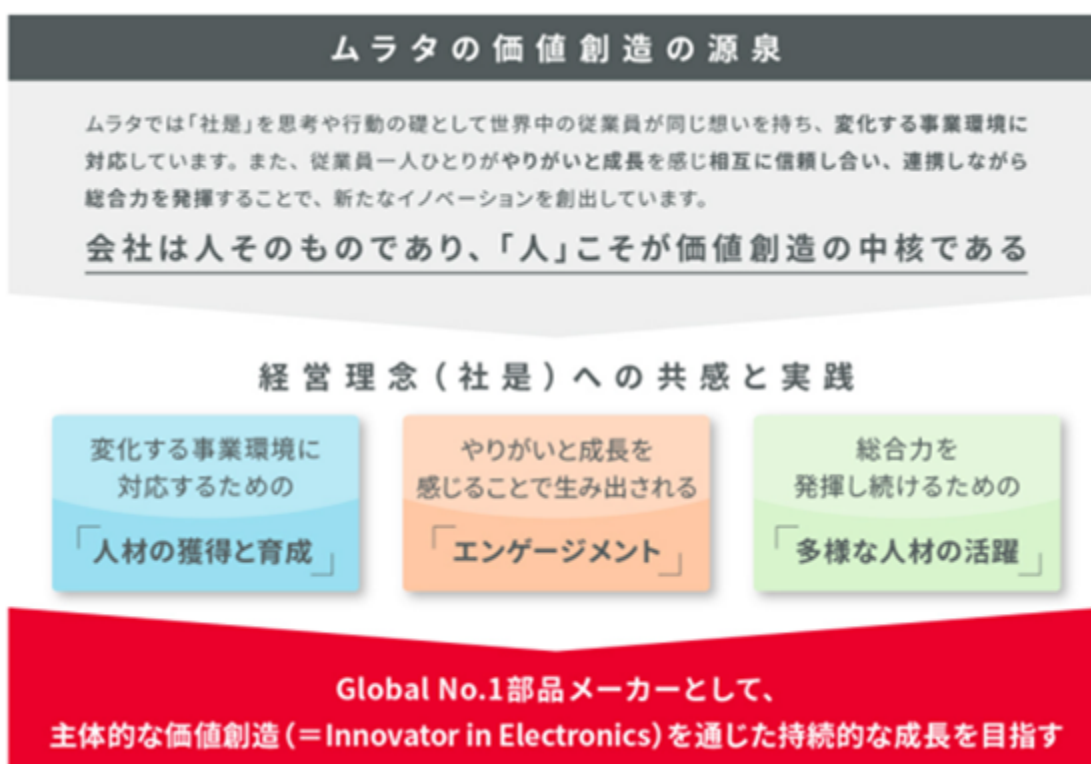 ムラタの価値創造の源泉
ムラタでは「社是」を思考や行動の礎として世界中の従業員が同じ想いを持ち、変化する事業環境に
対応しています。また、従業員一人ひとりがやりがいと成長を感じ相互に信頼し合い、連携しながら
総合力を発揮することで、新たなイノベーションを創出しています。
会社は人そのものであり、「人」こそが価値創造の中核である
経営理念(社是)への共感と実践
変化する事業環境に
対応するための
「人材の獲得と育成」
やりがいと成長を
感じることで生み出される
「エンゲージメント」
総合力を
発揮し続けるための
「多様な人材の活躍」
Global No.1部品メーカーとして、
主体的な価値創造(=Innovator in Electronics)を通じた持続的な成長を目指す